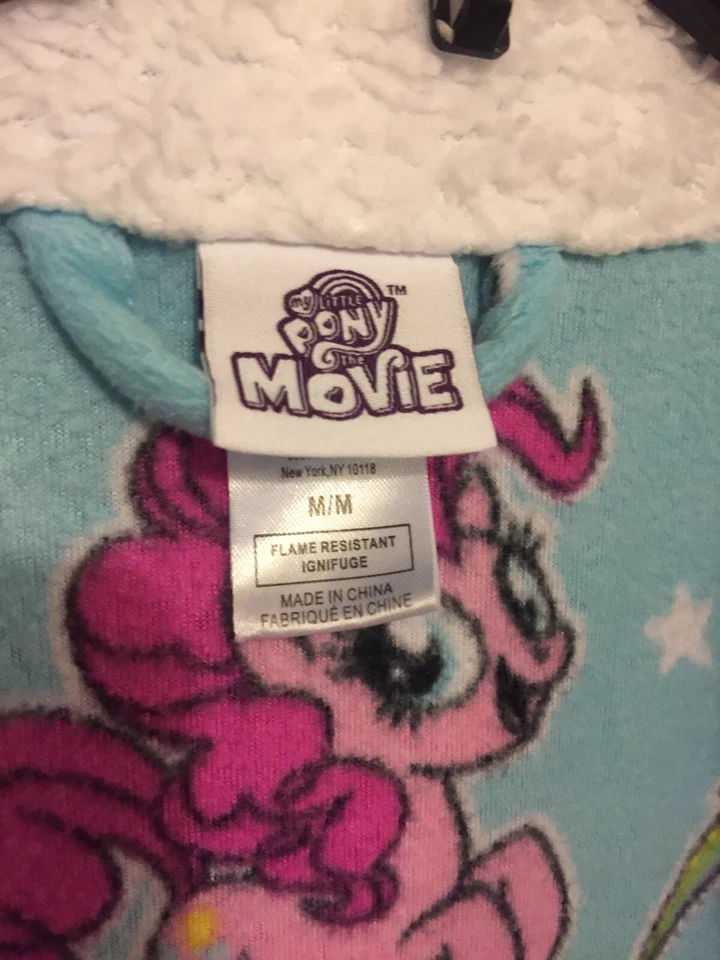 my LITTLE
PONY
the
MOVIE
TM
New York,NY 10118
M/M
FLAME RESISTANT
IGNIFUGE
MADE IN CHINA
FABRIQUÉ EN CHINE